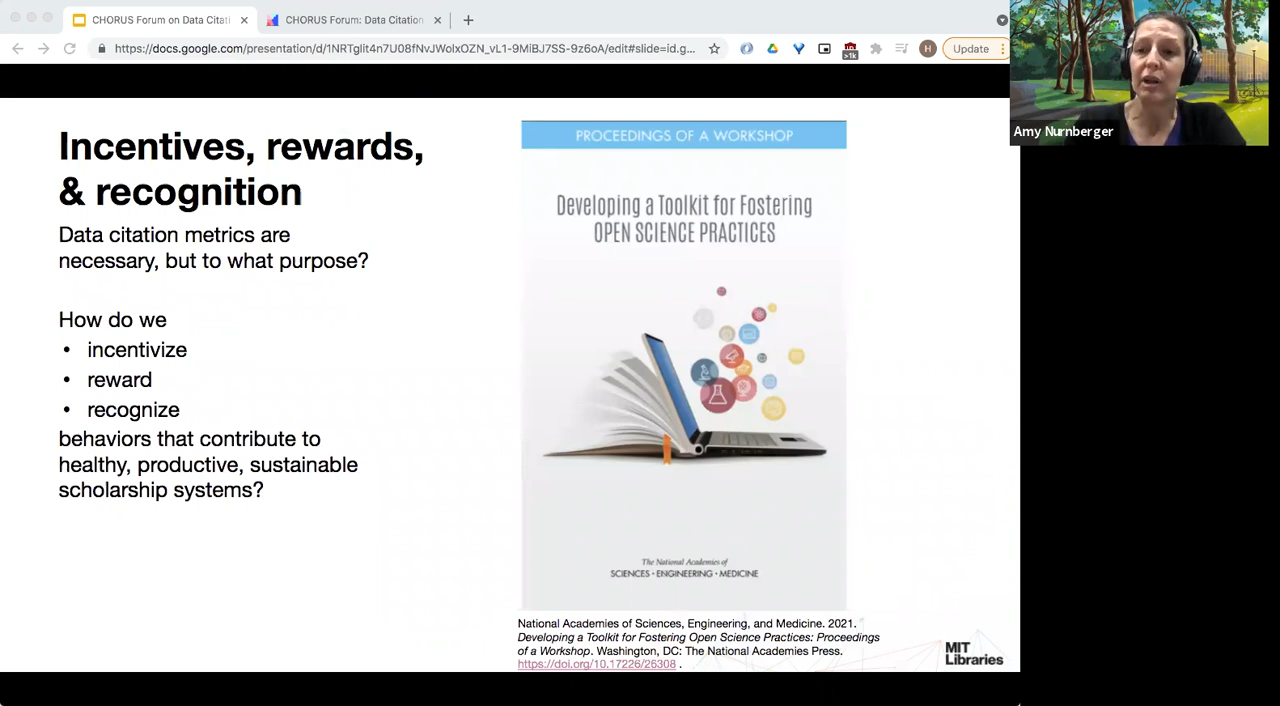 CHORUS Forum on Data Citati
CHORUS Forum: Data Citation
https://docs.google.com/presentation/d/1NRTglit4n7U08fNvJWolxOZN_vL1-9MiBJ7SS-9z6oA/edit#slide=id.g...
>1k
H
Update
Amy Nurnberger
Incentives, rewards,
& recognition
Data citation metrics are
necessary, but to what purpose?
How do we
• incentivize
• reward
• recognize
behaviors that contribute to
healthy, productive, sustainable
scholarship systems?
PROCEEDINGS OF A WORKSHOP
Developing a Toolkit for Fostering
OPEN SCIENCE PRACTICES
The National Academies of
SCIENCES • ENGINEERING • MEDICINE
National Academies of Sciences, Engineering, and Medicine. 2021.
Developing a Toolkit for Fostering Open Science Practices: Proceedings
of a Workshop. Washington, DC: The National Academies Press.
https://doi.org/10.17226/26308 .
MIT
Libraries